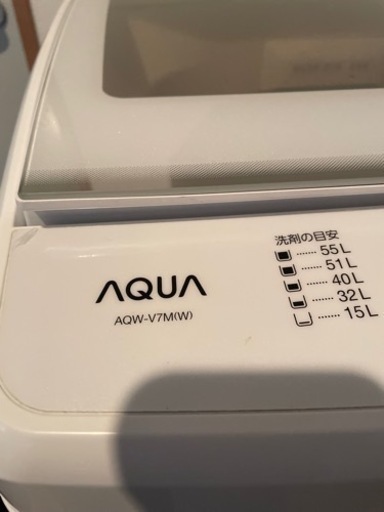 AQUA
AQW-V7M(W)
洗剤の目安
...... 55L
...... 51L
...... 40L
...... 32L
....... 15L